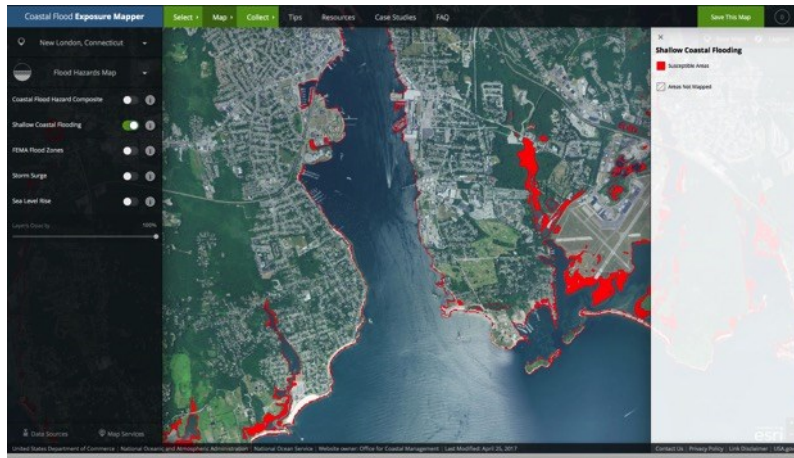 Coastal Flood Exposure Mapper
Select Map Collect Tips Resources Case Studies FAQ
Save This Map
New London, Connecticut
Flood Hazards Map
Coastal Flood Hazard Composite
Shallow Coastal Flooding
FEMA Flood Zones
Storm Surge
Sea Level Rise
Layers Opacity 100%
Shallow Coastal Flooding
Susceptible Areas
Areas Not Mapped
Data Sources Map Services
esri
United States Department of Commerce | National Oceanic and Atmospheric Administration | National Ocean Service | Website owner: Office for Coastal Management | Last Modified: April 25, 2017
Contact Us | Privacy Policy | Link Disclaimer | USA.gov